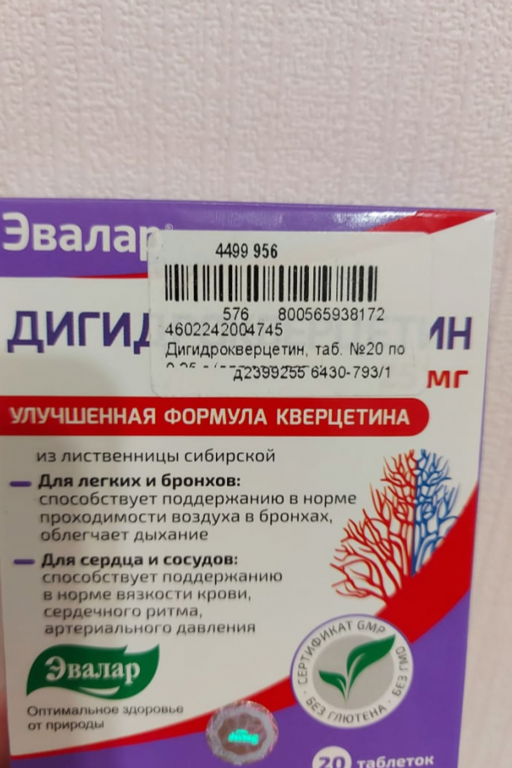 Эвалар
4499 956
576 800565938172
4602242004745
Дигидрокверцетин, таб. №20 по
д2399255 6430-793/1
мг
УЛУЧШЕННАЯ ФОРМУЛА КВЕРЦЕТИНА
из лиственницы сибирской
Для легких и бронхов:
способствует поддержанию в норме
проходимости воздуха в бронхах,
облегчает дыхание
Для сердца и сосудов:
способствует поддержанию
в норме вязкости крови,
сердечного ритма,
артериального давления
Эвалар
Оптимальное здоровье
от природы
СЕРТИФИКАТ GMP
БЕЗ ГЛЮТЕНА · БЕЗ ГМО
20 таблеток